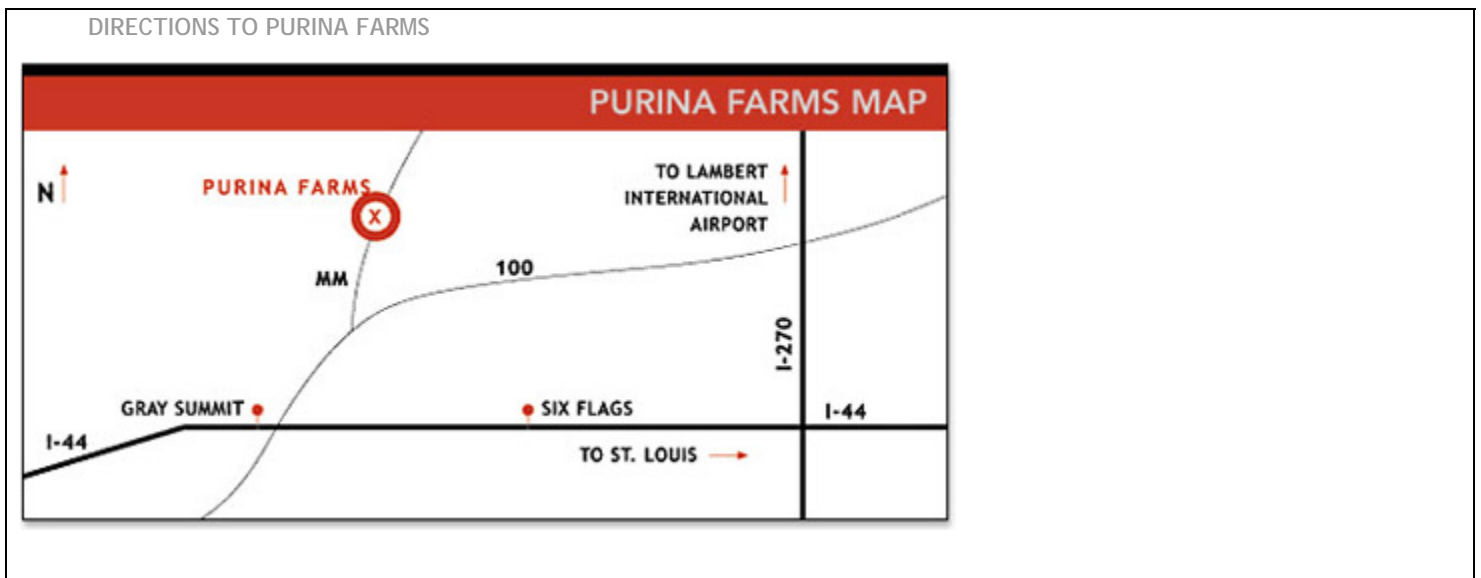 DIRECTIONS TO PURINA FARMS
PURINA FARMS MAP
N
PURINA FARMS
X
TO LAMBERT
INTERNATIONAL
AIRPORT
MM
100
I-270
GRAY SUMMIT
SIX FLAGS
I-44
I-44
TO ST. LOUIS